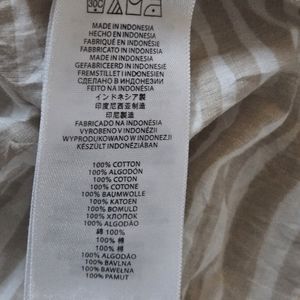 30C
MADE IN INDONESIA
HECHO EN INDONESIA
FABRIQUÉ EN INDONÉSIE
FABBRICATO IN INDONESIA
MADE IN INDONESIA
GEFABRICEERD IN INDONESIA
FREMSTILLET I INDONESIEN
СДЕЛАНО В ИНДОНЕЗИИ
FEITO NA INDONÉSIA
インドネシア製
印度尼西亚制造
印尼製造
FABRICADO NA INDONÉSIA
VYROBENO V INDONÉZII
WYPRODUKOWANO W INDONEZJI
KÉSZÜLT INDONÉZIÁBAN
100% COTTON
100% ALGODÓN
100% COTON
100% COTONE
100% BAUMWOLLE
100% KATOEN
100% BOMULD
100% ХЛОПОК
100% ALGODÃO
綿 100%
100% 棉
100% 棉
100% ALGODÃO
100% BAVLNA
100% BAWEŁNA
100% PAMUT